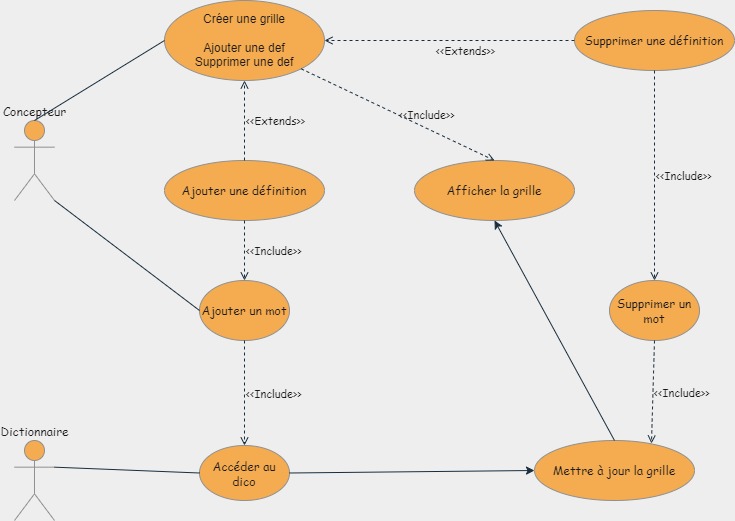 Créer une grille
Ajouter une def
Supprimer une def
<<Extends>>
Supprimer une définition
Concepteur
<<Extends>>
<<Include>>
Ajouter une définition
Afficher la grille
<<Include>>
<<Include>>
Ajouter un mot
Supprimer un
mot
<<Include>>
<<Include>>
Dictionnaire
Accéder au
dico
Mettre à jour la grille